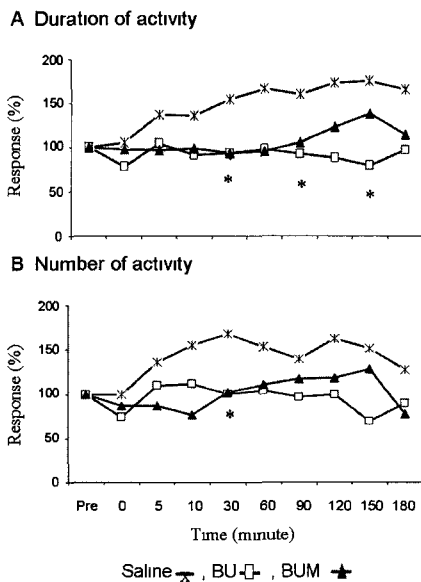 A Duration of activity
200
150
100
50
0
Response (%)
* * *
B Number of activity
200
150
100
50
0
Response (%)
*
Pre 0 5 10 30 60 90 120 150 180
Time (minute)
Saline , BU , BUM